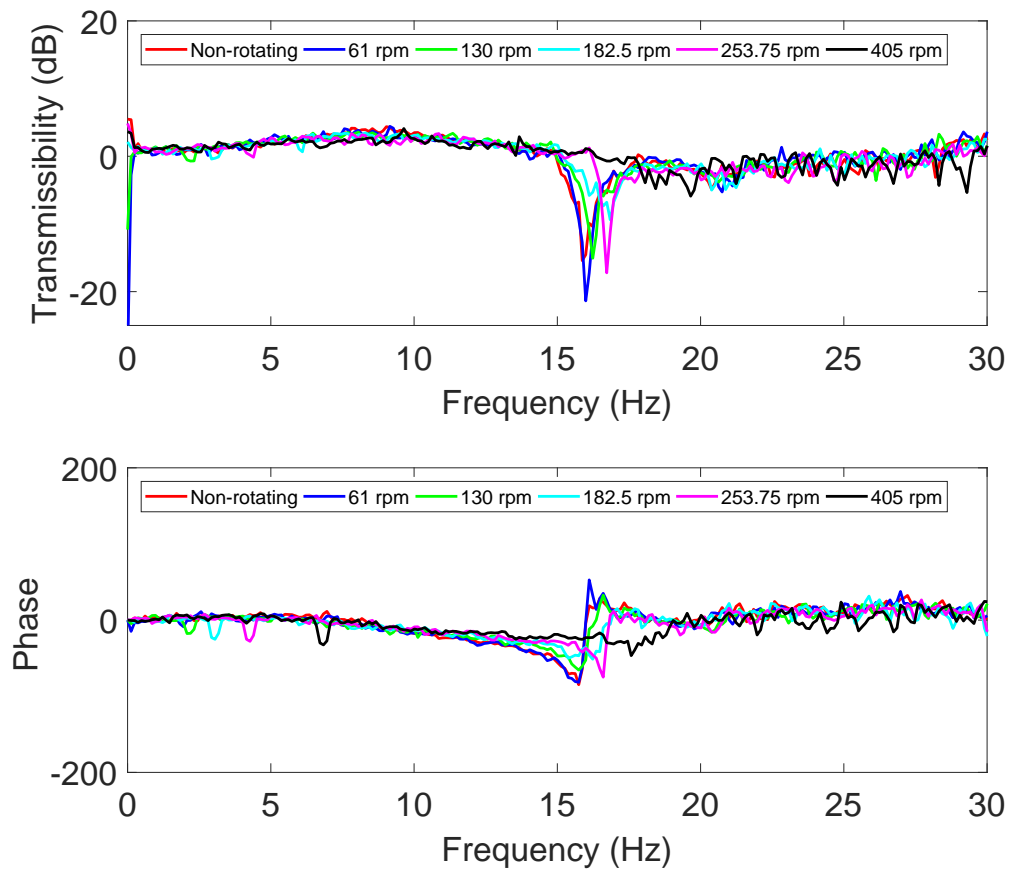 20
Non-rotating 61 rpm 130 rpm 182.5 rpm 253.75 rpm 405 rpm
0
-20
Transmissibility (dB)
0 5 10 15 20 25 30
Frequency (Hz)
200
Non-rotating 61 rpm 130 rpm 182.5 rpm 253.75 rpm 405 rpm
0
-200
Phase
0 5 10 15 20 25 30
Frequency (Hz)